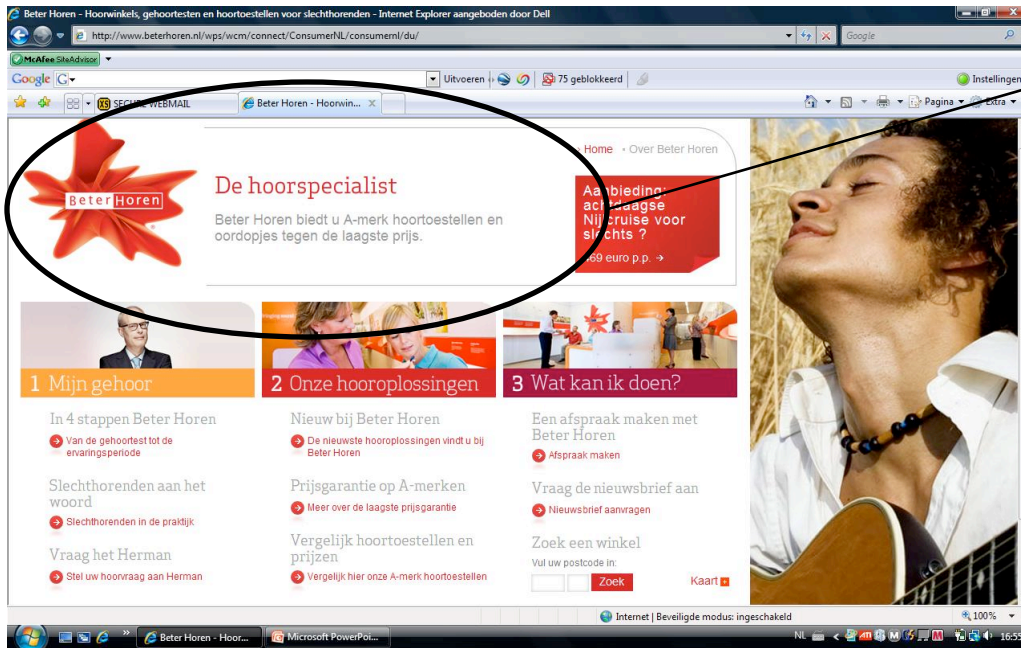 Beter Horen - Hoorwinkels, gehoortesten en hoortoestellen voor slechthorenden - Internet Explorer aangeboden door Dell
http://www.beterhoren.nl/wps/wcm/connect/ConsumerNL/consumerml/du/
Google
McAfee SiteAdvisor
Google G
Uitvoeren
75 geblokkeerd
Instellingen
XS SECURE WEBMAIL
Beter Horen - Hoorwin...
Pagina
Extra
Home
Over Beter Horen
Beter Horen
De hoorspecialist
Beter Horen biedt u A-merk hoortoestellen en
oordopjes tegen de laagste prijs.
Aanbieding:
achtdaagse
Nijlcruise voor
slechts ?
469 euro p.p.
1 Mijn gehoor
In 4 stappen Beter Horen
Van de gehoortest tot de
ervaringsperiode
Slechthorenden aan het
woord
Slechthorenden in de praktijk
Vraag het Herman
Stel uw hoorvraag aan Herman
2 Onze hooroplossingen
Nieuw bij Beter Horen
De nieuwste hooroplossingen vindt u bij
Beter Horen
Prijsgarantie op A-merken
Meer over de laagste prijsgarantie
Vergelijk hoortoestellen en
prijzen
Vergelijk hier onze A-merk hoortoestellen
3 Wat kan ik doen?
Een afspraak maken met
Beter Horen
Afspraak maken
Vraag de nieuwsbrief aan
Nieuwsbrief aanvragen
Zoek een winkel
Vul uw postcode in:
Zoek
Kaart
Internet | Beveiligde modus: ingeschakeld
100%
Beter Horen - Hoor...
Microsoft PowerPoi...
NL
16:55